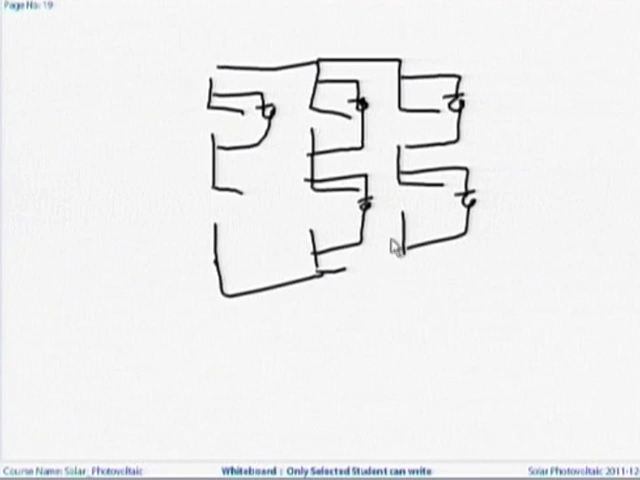 Page No: 19
Course Name: Solar_Photovoltaic
Whiteboard : Only Selected Student can write
Solar Photovoltaic 2011-12